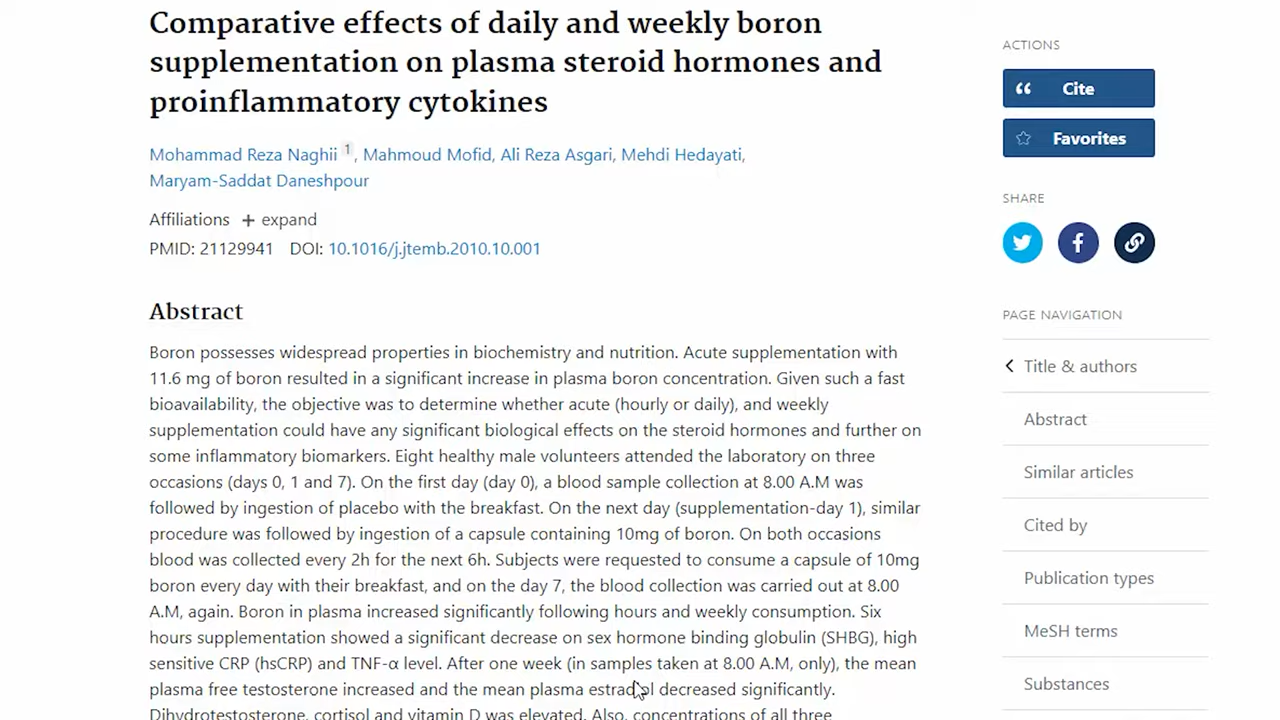 Comparative effects of daily and weekly boron
supplementation on plasma steroid hormones and
proinflammatory cytokines
Mohammad Reza Naghii 1, Mahmoud Mofid, Ali Reza Asgari, Mehdi Hedayati,
Maryam-Saddat Daneshpour
Affiliations + expand
PMID: 21129941 DOI: 10.1016/j.jtemb.2010.10.001
Abstract
Boron possesses widespread properties in biochemistry and nutrition. Acute supplementation with
11.6 mg of boron resulted in a significant increase in plasma boron concentration. Given such a fast
bioavailability, the objective was to determine whether acute (hourly or daily), and weekly
supplementation could have any significant biological effects on the steroid hormones and further on
some inflammatory biomarkers. Eight healthy male volunteers attended the laboratory on three
occasions (days 0, 1 and 7). On the first day (day 0), a blood sample collection at 8.00 A.M was
followed by ingestion of placebo with the breakfast. On the next day (supplementation-day 1), similar
procedure was followed by ingestion of a capsule containing 10mg of boron. On both occasions
blood was collected every 2h for the next 6h. Subjects were requested to consume a capsule of 10mg
boron every day with their breakfast, and on the day 7, the blood collection was carried out at 8.00
A.M, again. Boron in plasma increased significantly following hours and weekly consumption. Six
hours supplementation showed a significant decrease on sex hormone binding globulin (SHBG), high
sensitive CRP (hsCRP) and TNF-α level. After one week (in samples taken at 8.00 A.M, only), the mean
plasma free testosterone increased and the mean plasma estradiol decreased significantly.
Dihydrotestosterone, cortisol and vitamin D was elevated. Also, concentrations of all three
ACTIONS
Cite
Favorites
SHARE
PAGE NAVIGATION
Title & authors
Abstract
Similar articles
Cited by
Publication types
MeSH terms
Substances